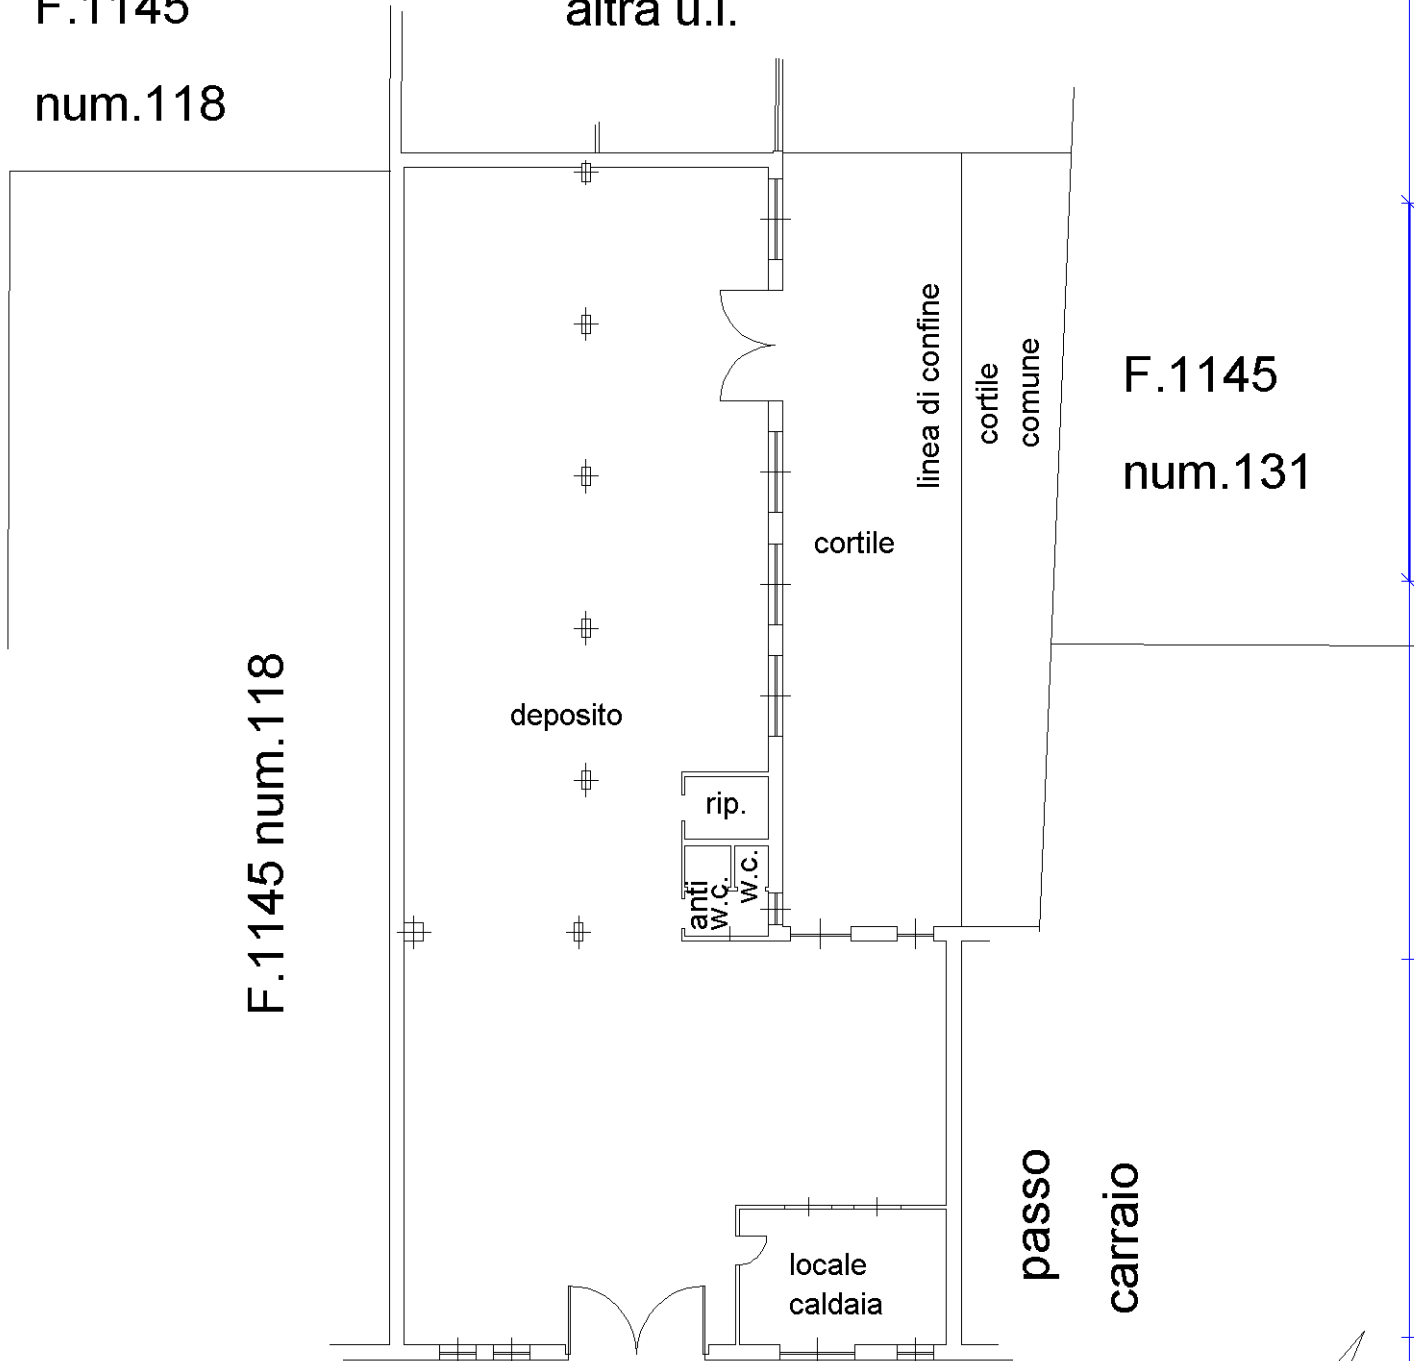 F.1145
altra u.i.
num.118
linea di confine
cortile
comune
F.1145
num.131
cortile
F.1145 num.118
deposito
rip.
anti
w.c.
w.c.
passo
carraio
locale
caldaia